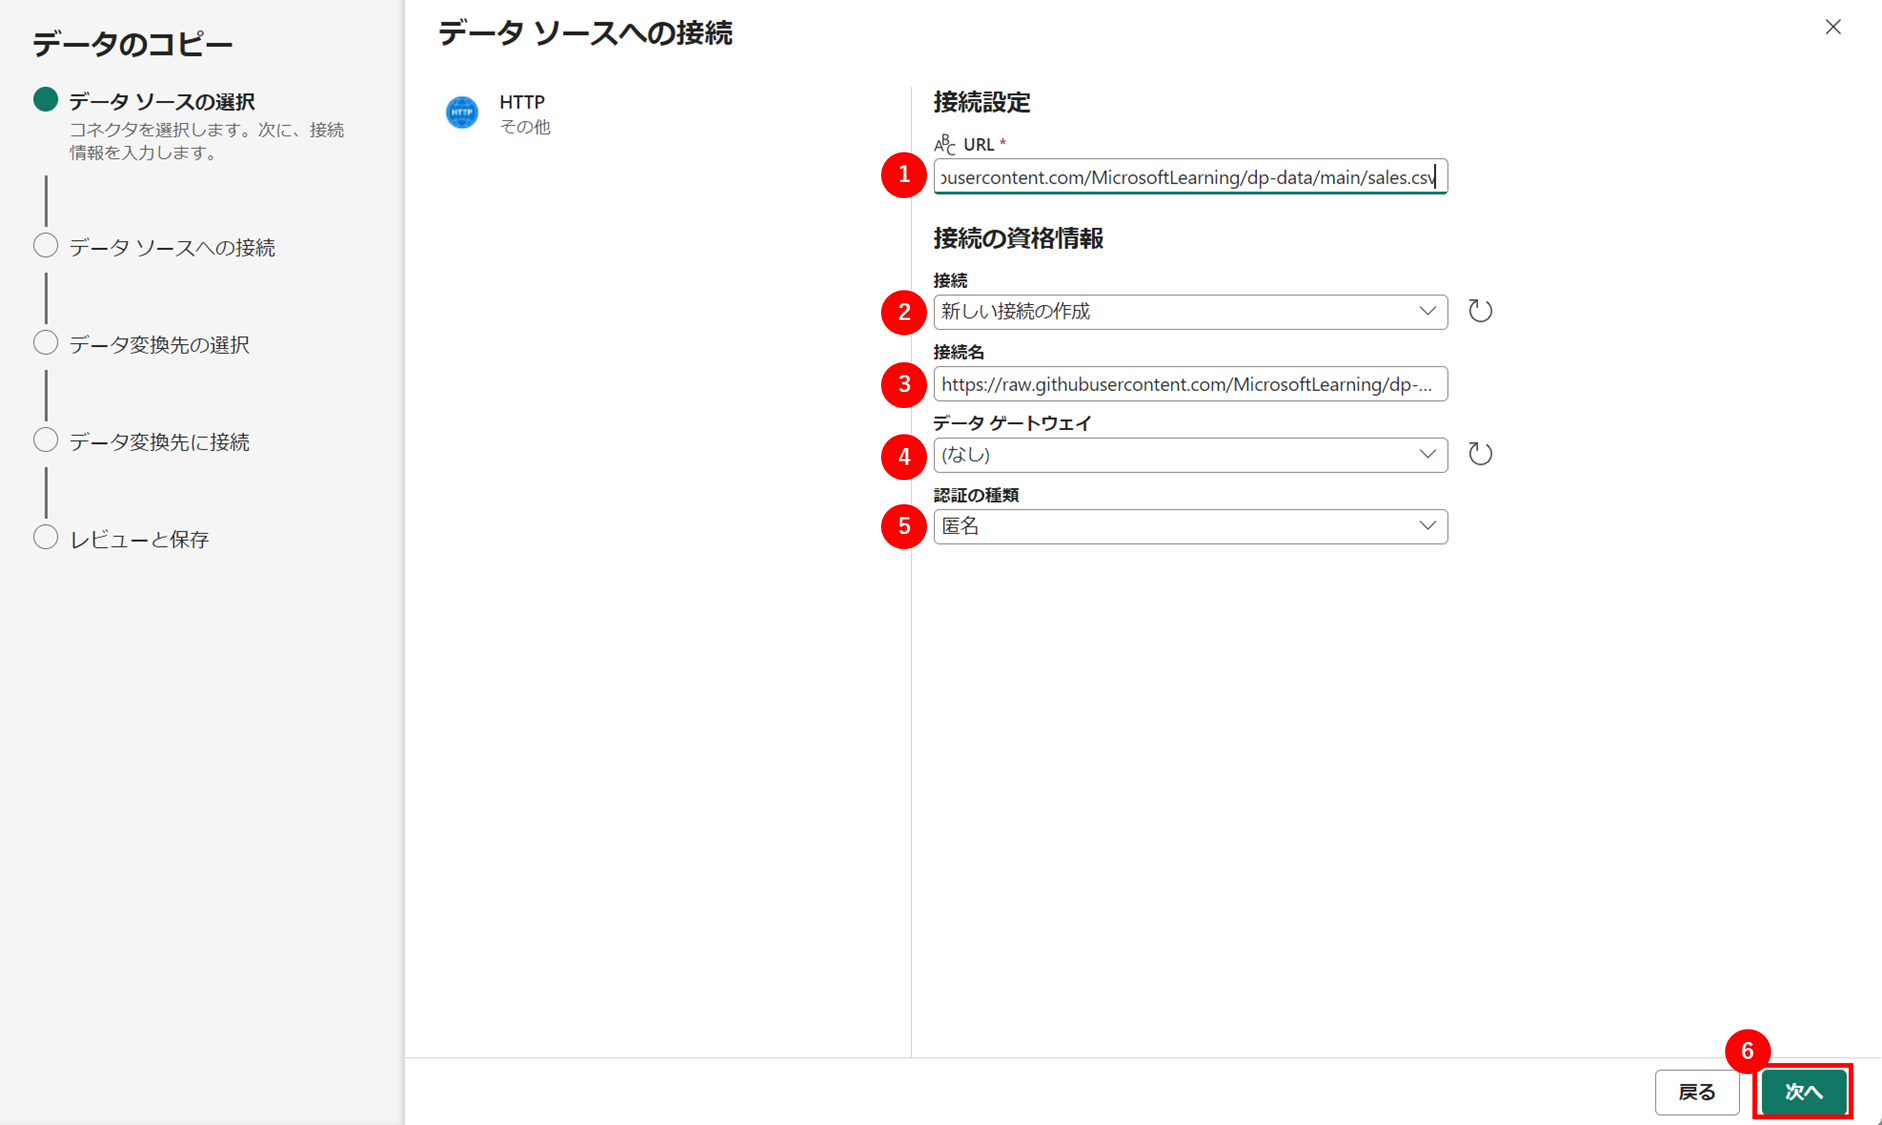 データのコピー
データ ソースの選択
コネクタを選択します。次に、接続
情報を入力します。
データ ソースへの接続
データ変換先の選択
データ変換先に接続
レビューと保存
データ ソースへの接続
HTTP
HTTP
その他
接続設定
ABC URL *
1
usercontent.com/MicrosoftLearning/dp-data/main/sales.csv
接続の資格情報
接続
2
新しい接続の作成
接続名
3
https://raw.githubusercontent.com/MicrosoftLearning/dp-...
データ ゲートウェイ
4
(なし)
認証の種類
5
匿名
6
戻る
次へ